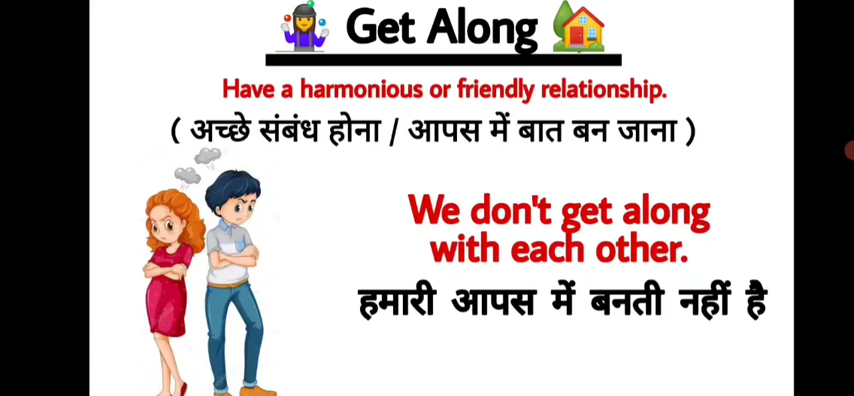 Get Along
Have a harmonious or friendly relationship.
( अच्छे संबंध होना / आपस में बात बन जाना )
We don't get along
with each other.
हमारी आपस में बनती नहीं है